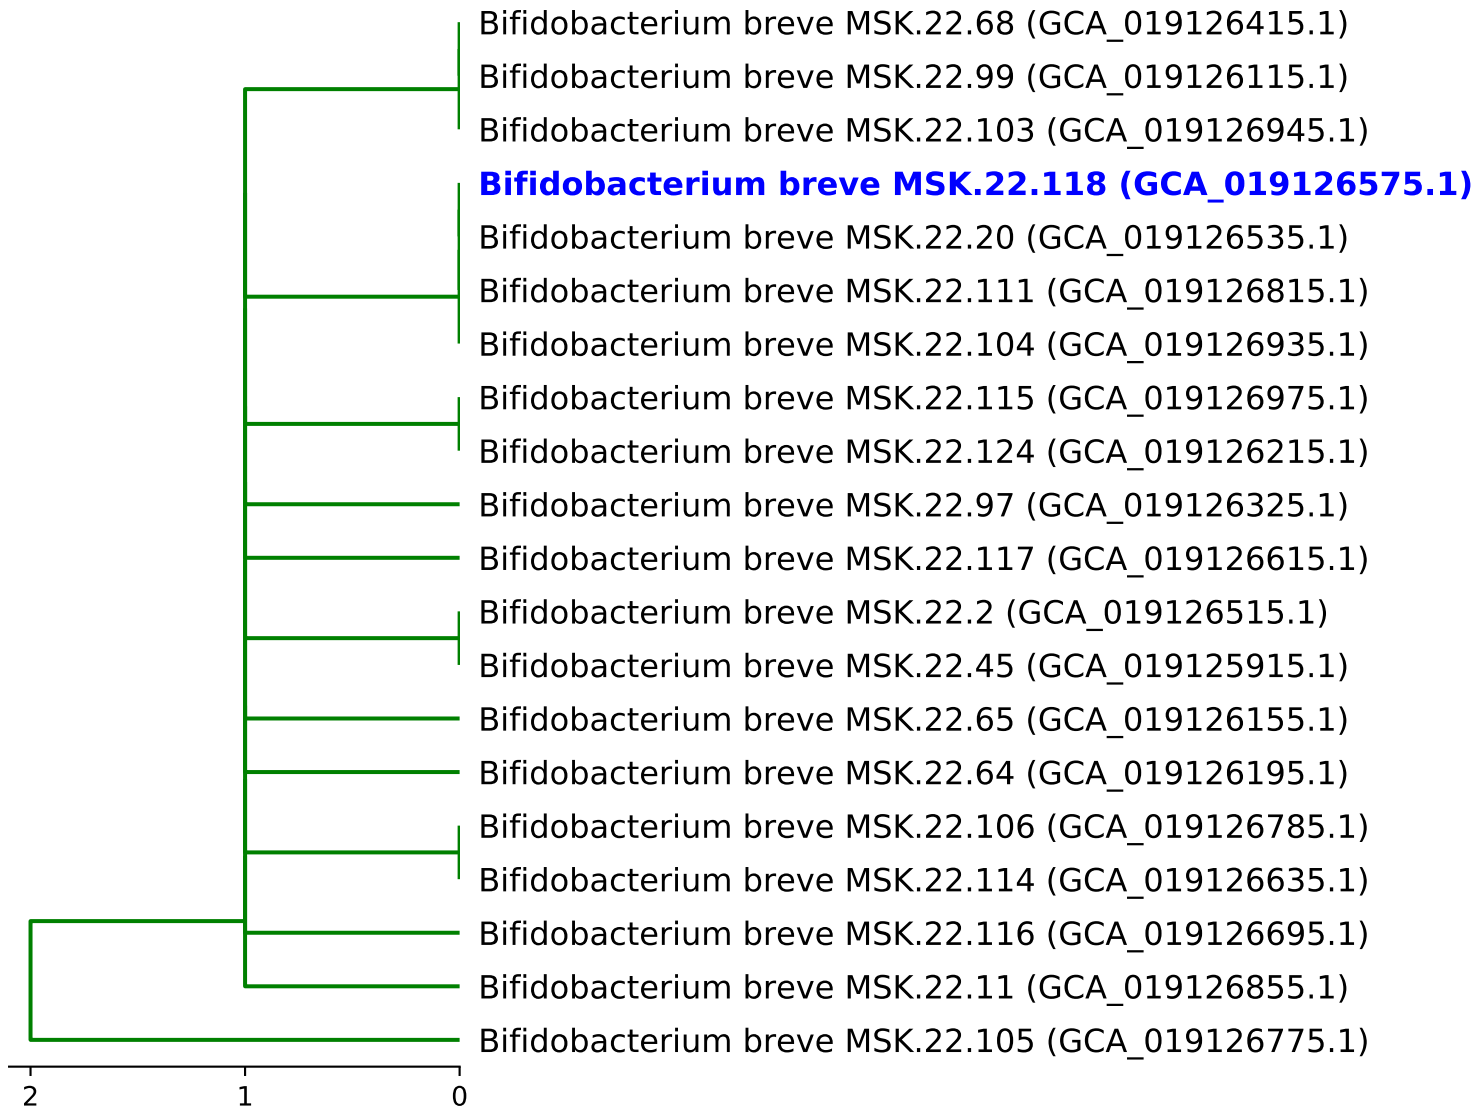 Bifidobacterium breve MSK.22.68 (GCA_019126415.1)
Bifidobacterium breve MSK.22.99 (GCA_019126115.1)
Bifidobacterium breve MSK.22.103 (GCA_019126945.1)
Bifidobacterium breve MSK.22.118 (GCA_019126575.1)
Bifidobacterium breve MSK.22.20 (GCA_019126535.1)
Bifidobacterium breve MSK.22.111 (GCA_019126815.1)
Bifidobacterium breve MSK.22.104 (GCA_019126935.1)
Bifidobacterium breve MSK.22.115 (GCA_019126975.1)
Bifidobacterium breve MSK.22.124 (GCA_019126215.1)
Bifidobacterium breve MSK.22.97 (GCA_019126325.1)
Bifidobacterium breve MSK.22.117 (GCA_019126615.1)
Bifidobacterium breve MSK.22.2 (GCA_019126515.1)
Bifidobacterium breve MSK.22.45 (GCA_019125915.1)
Bifidobacterium breve MSK.22.65 (GCA_019126155.1)
Bifidobacterium breve MSK.22.64 (GCA_019126195.1)
Bifidobacterium breve MSK.22.106 (GCA_019126785.1)
Bifidobacterium breve MSK.22.114 (GCA_019126635.1)
Bifidobacterium breve MSK.22.116 (GCA_019126695.1)
Bifidobacterium breve MSK.22.11 (GCA_019126855.1)
Bifidobacterium breve MSK.22.105 (GCA_019126775.1)
2 1 0